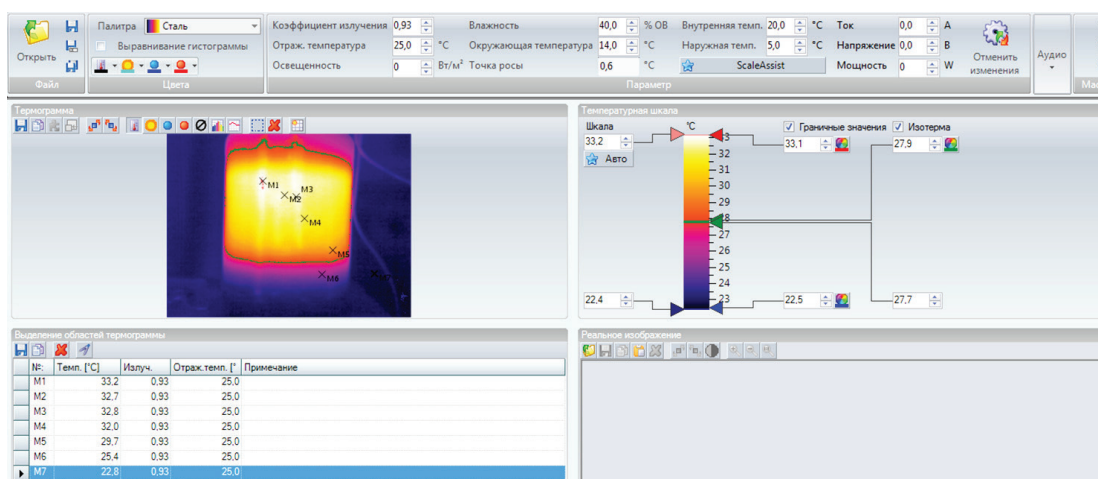 Открыть
Файл
Палитра Сталь
Выравнивание гистограммы
Цвета
Коэффициент излучения 0,93 Влажность 40,0 % ОВ Внутренняя темп. 20,0 °C Ток 0,0 A
Отраж. температура 25,0 °C Окружающая температура 14,0 °C Наружная темп. 5,0 °C Напряжение 0,0 В
Освещенность 0 Вт/м² Точка росы 0,6 °C ScaleAssist Мощность 0 W
Параметр
Отменить
изменения
Аудио
Мас
Термограмма
M1
M3
M2
M4
M5
M6
Температурная шкала
Шкала °C Граничные значения Изотерма
33,2 33,1 27,9
Авто
32
31
30
29
28
27
26
25
24
23
22,4 22,5 27,7
Выделение областей термограммы
№: Темп. [°C] Излуч. Отраж.темп. [° Примечание
M1 33,2 0,93 25,0
M2 32,7 0,93 25,0
M3 32,8 0,93 25,0
M4 32,0 0,93 25,0
M5 29,7 0,93 25,0
M6 25,4 0,93 25,0
M7 22,8 0,93 25,0
Реальное изображение